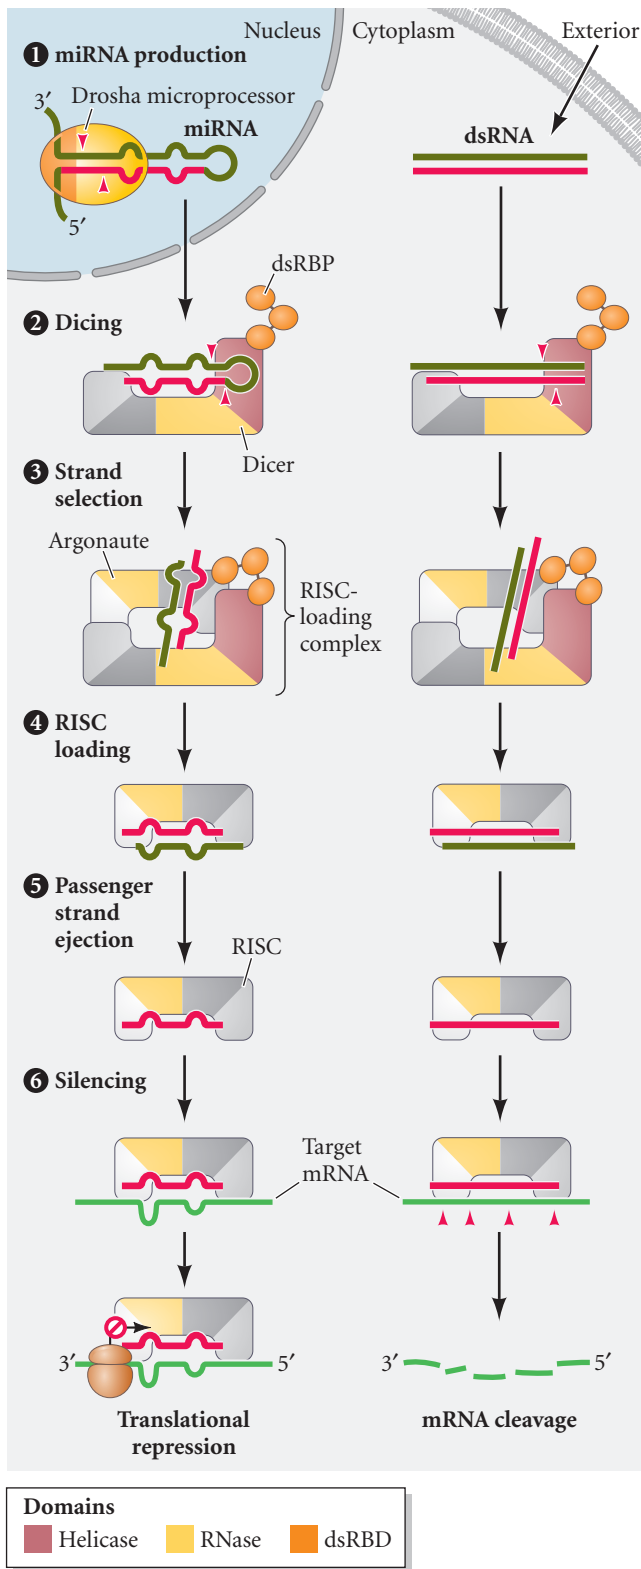 Nucleus
Cytoplasm
Exterior
1 miRNA production
3′
Drosha microprocessor
miRNA
dsRNA
5′
dsRBP
2 Dicing
Dicer
3 Strand
selection
Argonaute
RISC-
loading
complex
4 RISC
loading
5 Passenger
strand
ejection
RISC
6 Silencing
Target
mRNA
3′
5′
3′
5′
Translational
repression
mRNA cleavage
Domains
Helicase
RNase
dsRBD